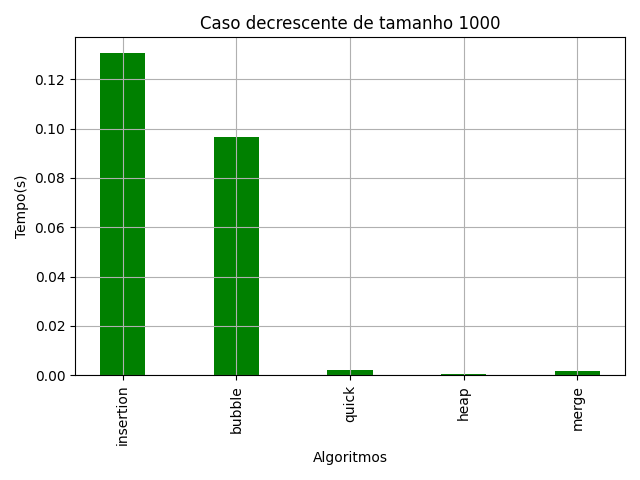 Caso decrescente de tamanho 1000
Tempo(s)
0.12
0.10
0.08
0.06
0.04
0.02
0.00
insertion
bubble
quick
heap
merge
Algoritmos